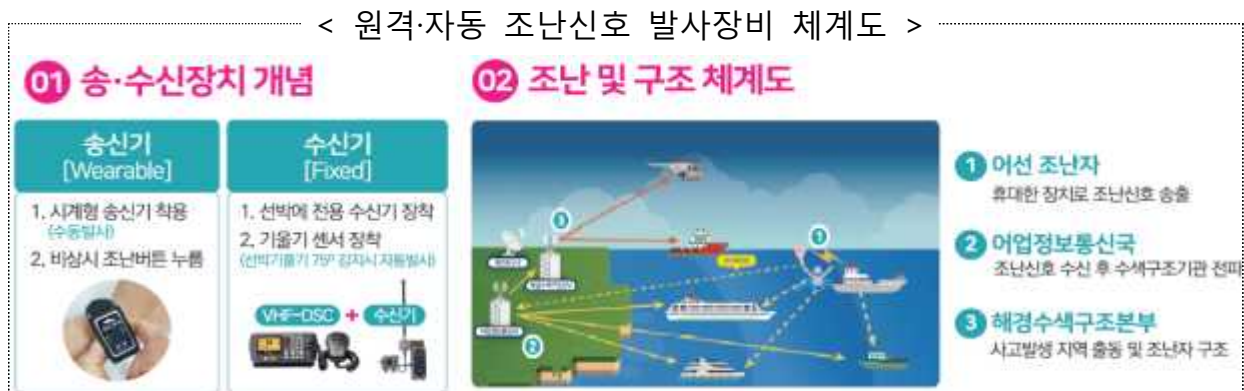 < 원격·자동 조난신호 발사장비 체계도 >
01 송·수신장치 개념
송신기
[Wearable]
1. 시계형 송신기 착용
(수동발사)
2. 비상시 조난버튼 누름
수신기
[Fixed]
1. 선박에 전용 수신기 장착
2. 기울기 센서 장착
(선박기울기 75º 감지시 자동발사)
VHF-DSC + 수신기
02 조난 및 구조 체계도
3
1
2
1 어선 조난자
휴대한 장치로 조난신호 송출
2 어업정보통신국
조난신호 수신 후 수색구조기관 전파
3 해경수색구조본부
사고발생 지역 출동 및 조난자 구조